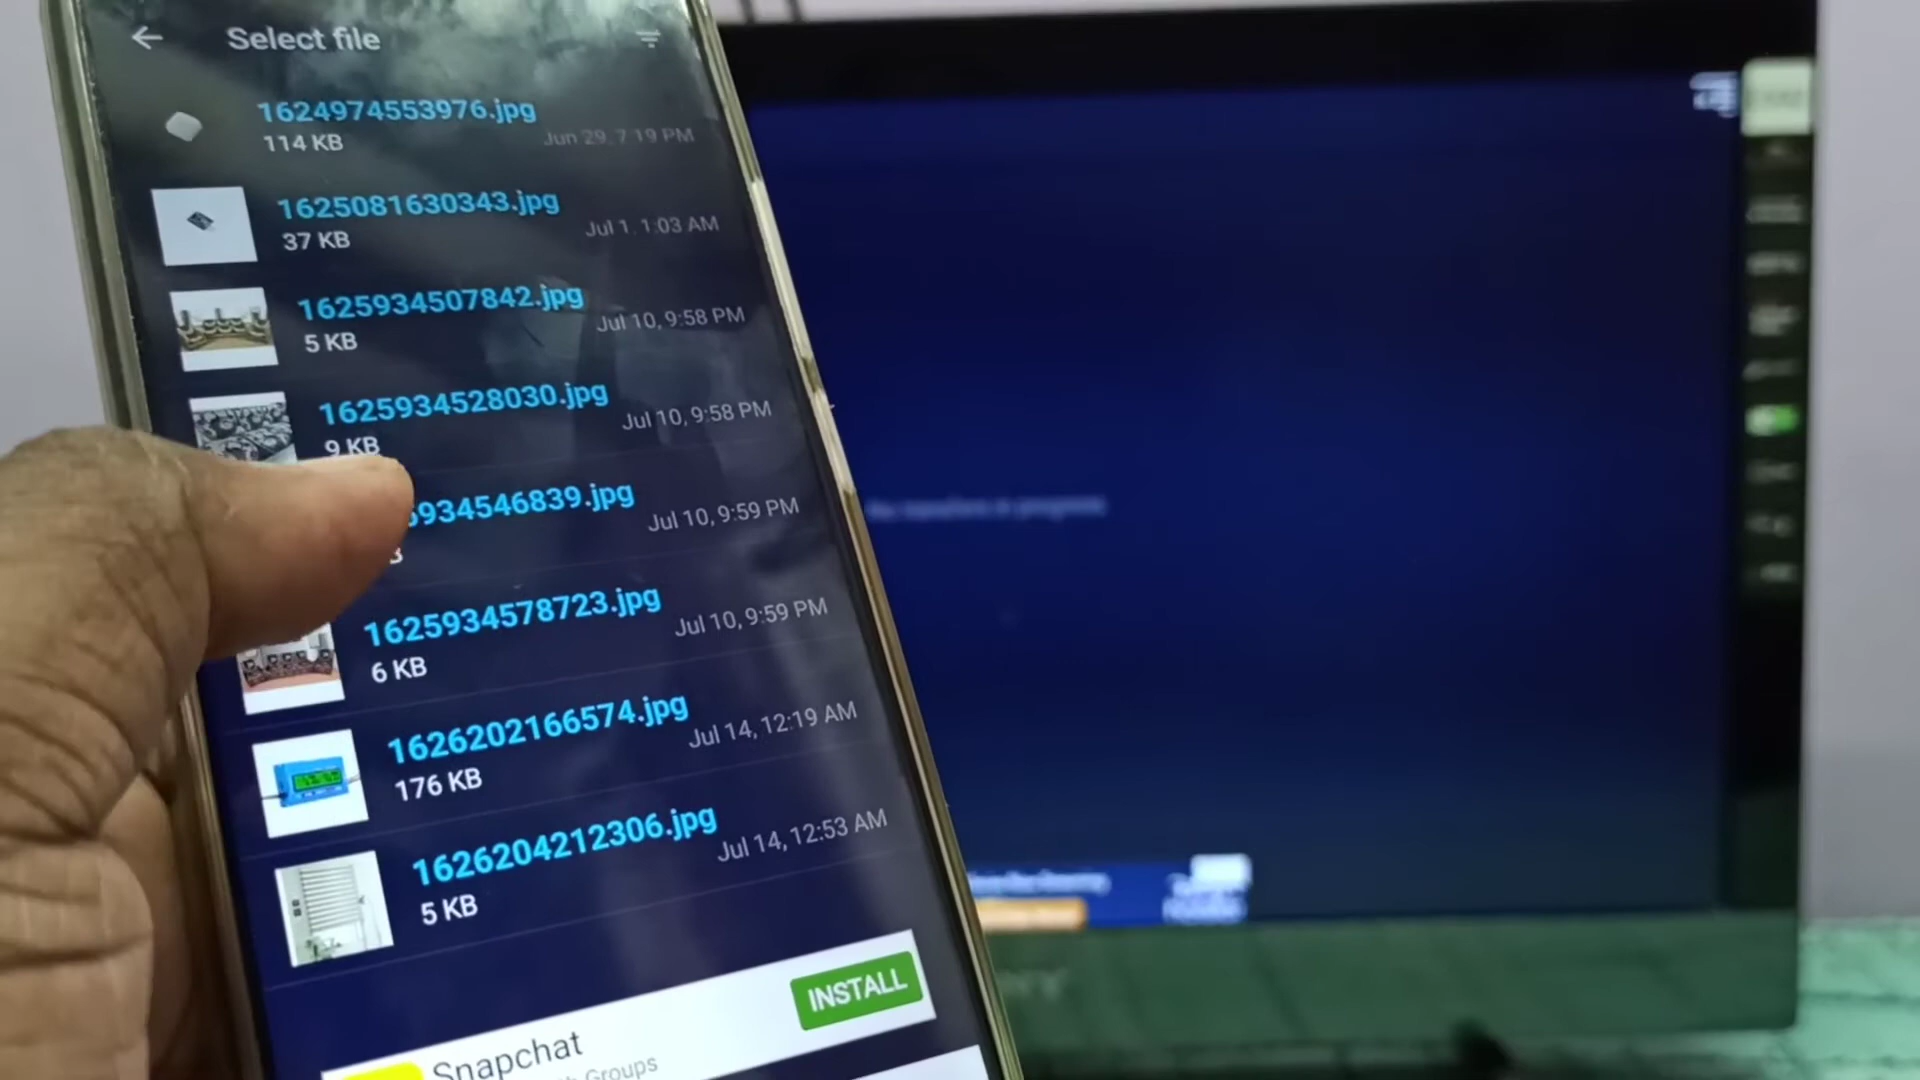 Select file
1624974553976.jpg
114 KB
Jun 29, 7:19 PM
1625081630343.jpg
37 KB
Jul 1, 1:03 AM
1625934507842.jpg
5 KB
Jul 10, 9:58 PM
1625934528030.jpg
9 KB
Jul 10, 9:58 PM
5934546839.jpg
Jul 10, 9:59 PM
1625934578723.jpg
6 KB
Jul 10, 9:59 PM
1626202166574.jpg
176 KB
Jul 14, 12:19 AM
1626204212306.jpg
5 KB
Jul 14, 12:53 AM
INSTALL
Snapchat
Groups